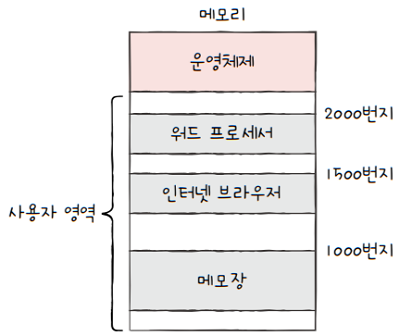 메모리
운영체제
2000번지
워드 프로세서
1500번지
인터넷 브라우저
사용자 영역
1000번지
메모장